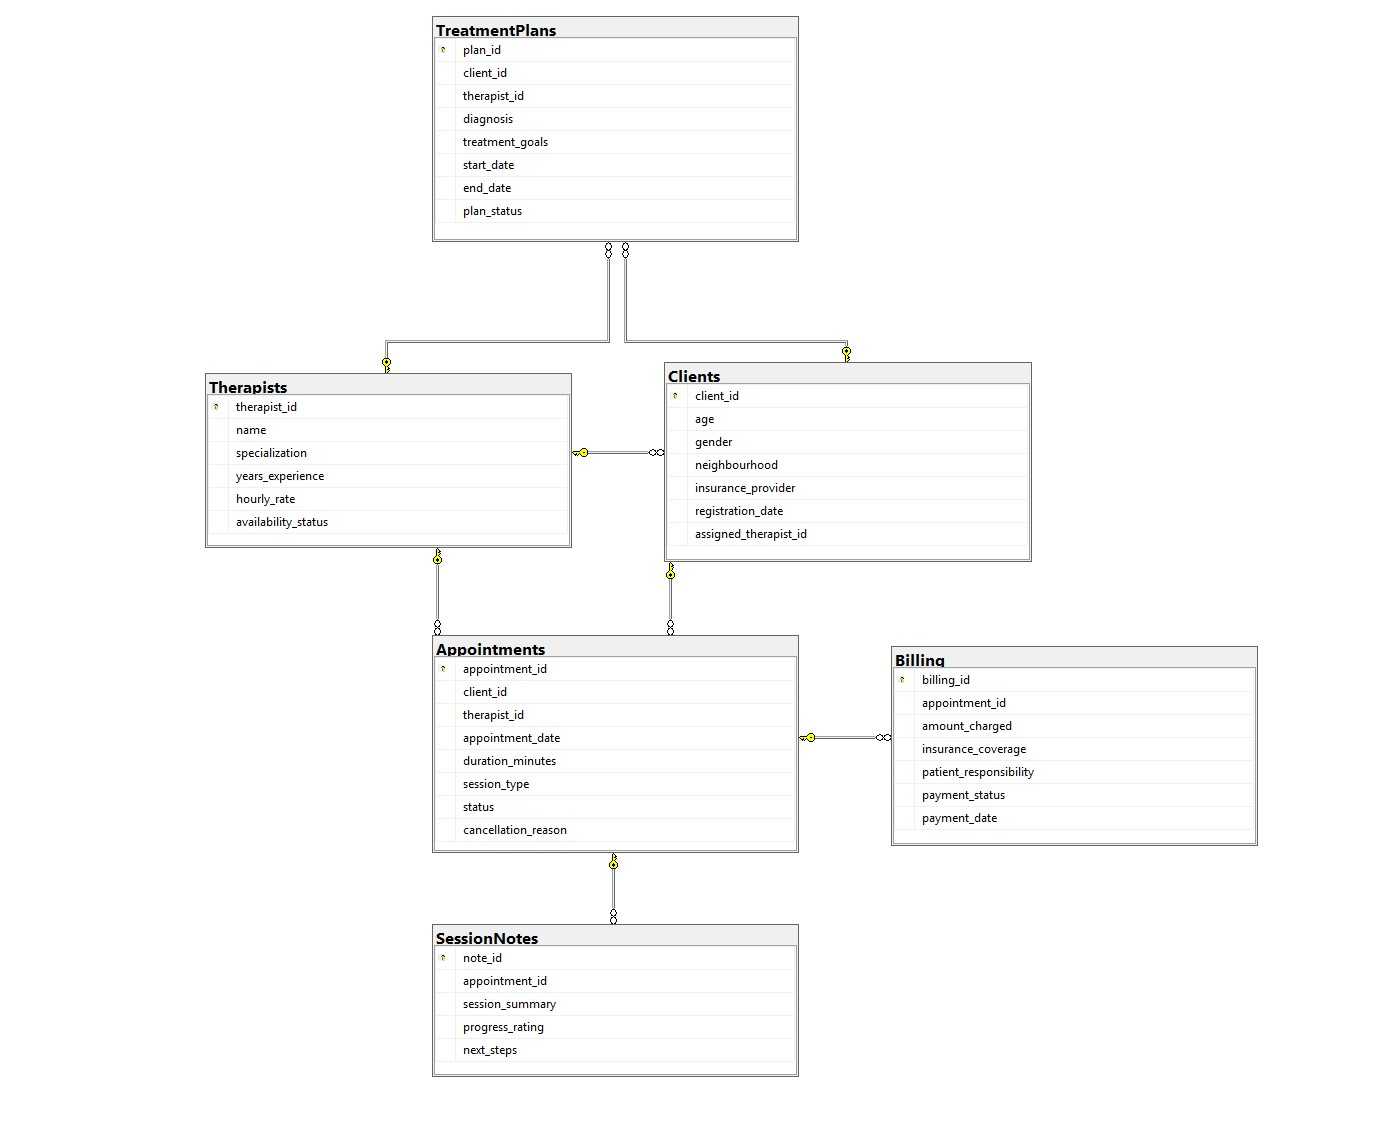 TreatmentPlans
plan_id
client_id
therapist_id
diagnosis
treatment_goals
start_date
end_date
plan_status
Therapists
therapist_id
name
specialization
years_experience
hourly_rate
availability_status
Clients
client_id
age
gender
neighbourhood
insurance_provider
registration_date
assigned_therapist_id
Appointments
appointment_id
client_id
therapist_id
appointment_date
duration_minutes
session_type
status
cancellation_reason
Billing
billing_id
appointment_id
amount_charged
insurance_coverage
patient_responsibility
payment_status
payment_date
SessionNotes
note_id
appointment_id
session_summary
progress_rating
next_steps